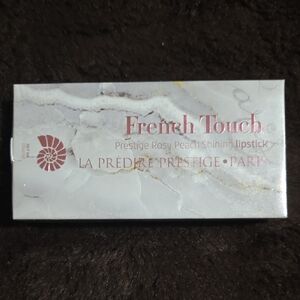 French Touch
Prestige Rosy Peach Shining lipstick
LA PREDIRE PRESTIGE • PARIS